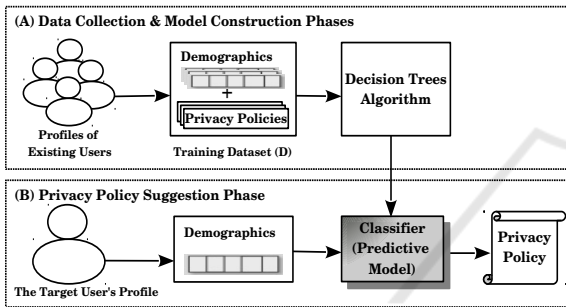 (A) Data Collection & Model Construction Phases
Demographics
+
Privacy Policies
Training Dataset (D)
Profiles of
Existing Users
Decision Trees
Algorithm
(B) Privacy Policy Suggestion Phase
The Target User's Profile
Demographics
Classifier
(Predictive
Model)
Privacy
Policy